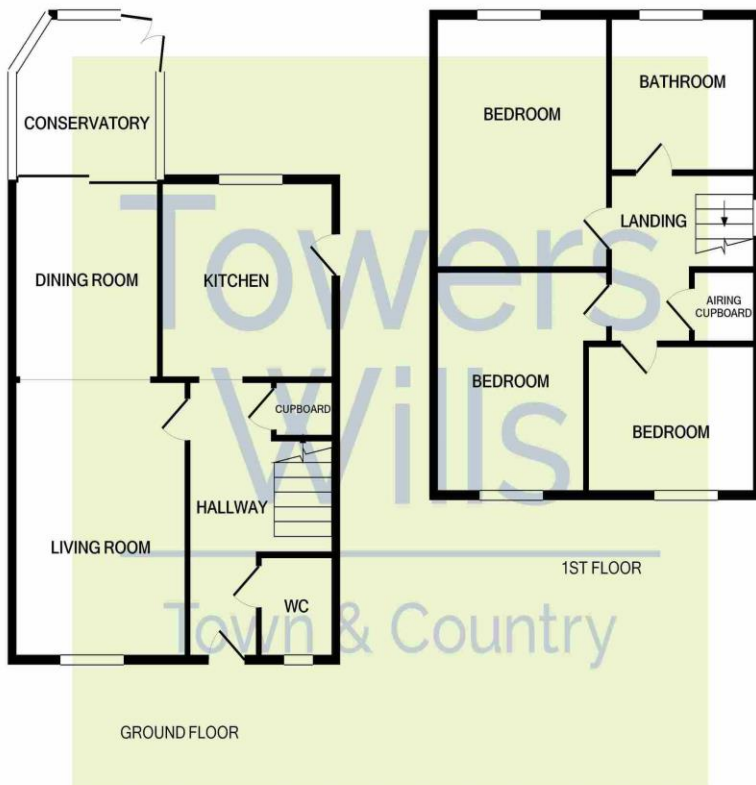 CONSERVATORY
DINING ROOM
KITCHEN
CUPBOARD
HALLWAY
LIVING ROOM
WC
GROUND FLOOR
BEDROOM
BATHROOM
LANDING
AIRING
CUPBOARD
BEDROOM
BEDROOM
1ST FLOOR
Towers
Wills
Town & Country